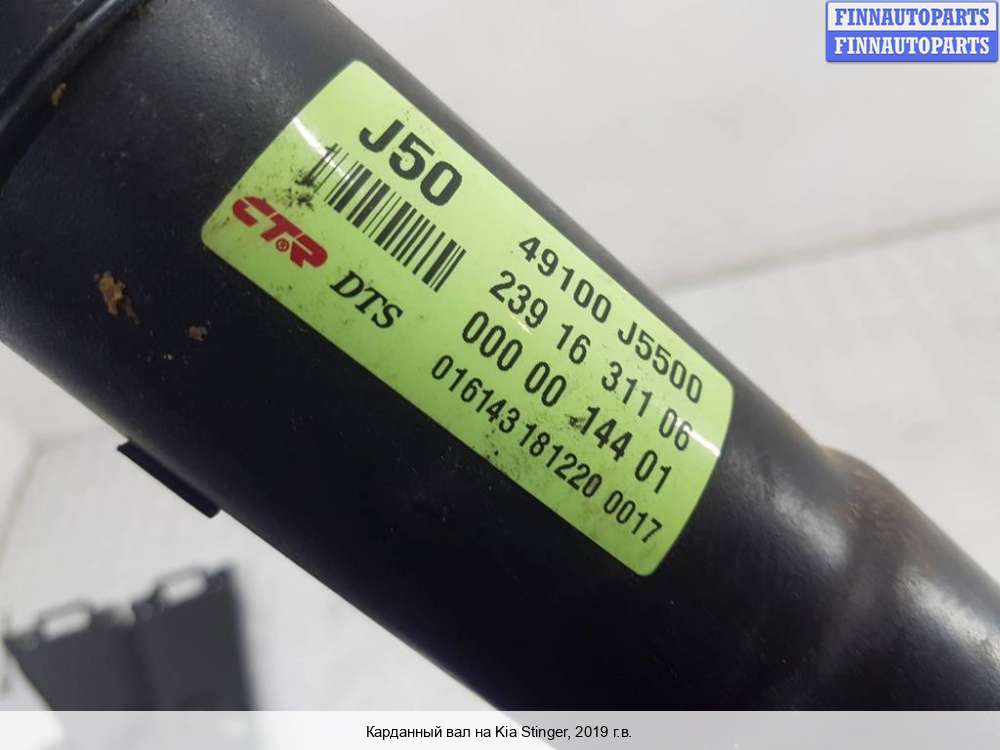 FINNAUTOPARTS
FINNAUTOPARTS
J50
CTR®
DTS
49100 J5500
239 16 311 06
000 00 144 01
016143 181220 0017
Карданный вал на Kia Stinger, 2019 г.в.